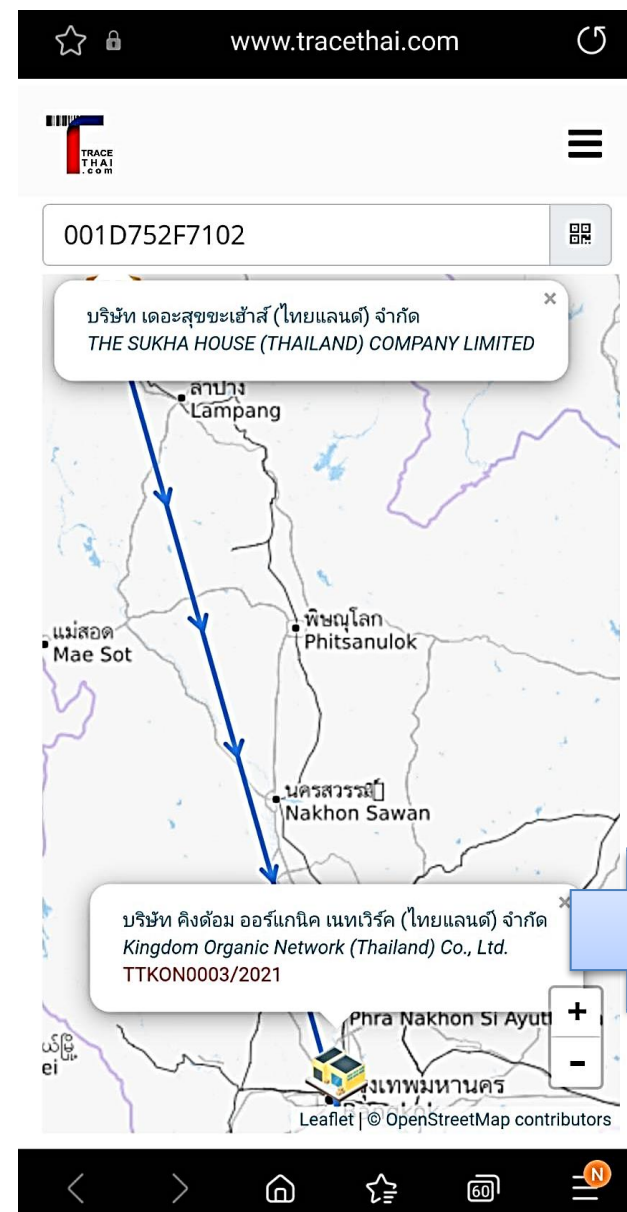 www.tracethai.com
TRACE
THAI
.com
001D752F7102
บริษัท เดอะสุขขะเฮ้าส์ (ไทยแลนด์) จำกัด
THE SUKHA HOUSE (THAILAND) COMPANY LIMITED
ลำปาง
Lampang
พิษณุโลก
Phitsanulok
แม่สอด
Mae Sot
Nakhon Sawan
บริษัท คิงด้อม ออร์แกนิค เนทเวิร์ค (ไทยแลนด์) จำกัด
Kingdom Organic Network (Thailand) Co., Ltd.
TTKON0003/2021
Phra Nakhon Si Ayutt
+
-
Leaflet | © OpenStreetMap contributors
60
N